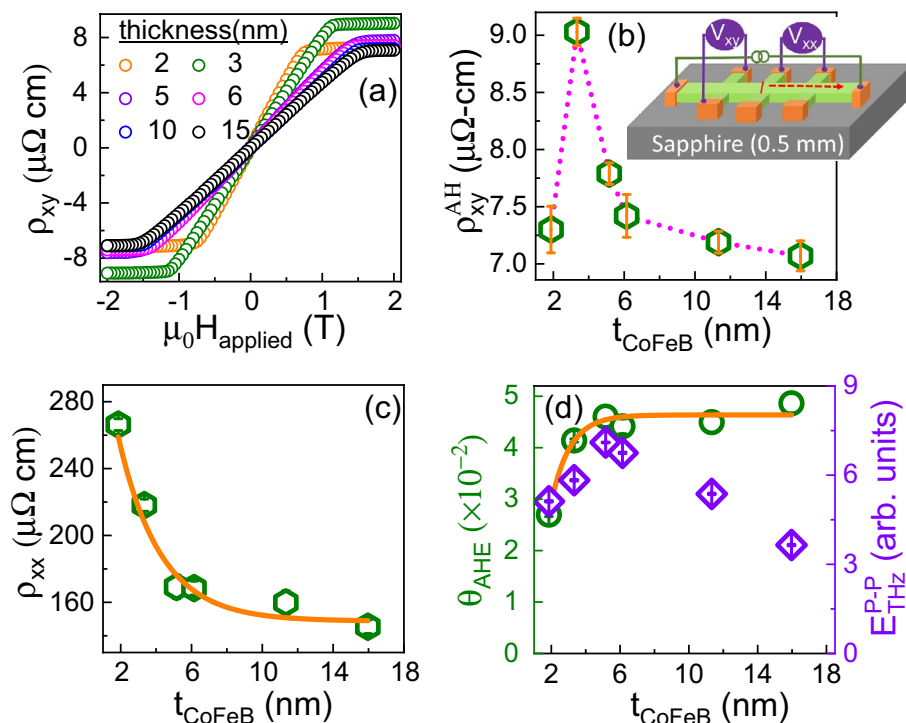 thickness(nm)
2 3
5 6
10 15
(a)
8
4
0
-4
-8
ρxy (μΩ cm)
-2 -1 0 1 2
μ0Happlied (T)
(b)
Vxy Vxx
I
Sapphire (0.5 mm)
9.0
8.5
8.0
7.5
7.0
ρxy^AH (μΩ-cm)
2 6 10 14 18
tCoFeB (nm)
(c)
280
240
200
160
120
ρxx (μΩ cm)
2 6 10 14 18
tCoFeB (nm)
(d)
5
4
3
2
1
0
θAHE (×10^-2)
9
6
3
0
E THz^P-P (arb. units)
2 6 10 14 18
tCoFeB (nm)